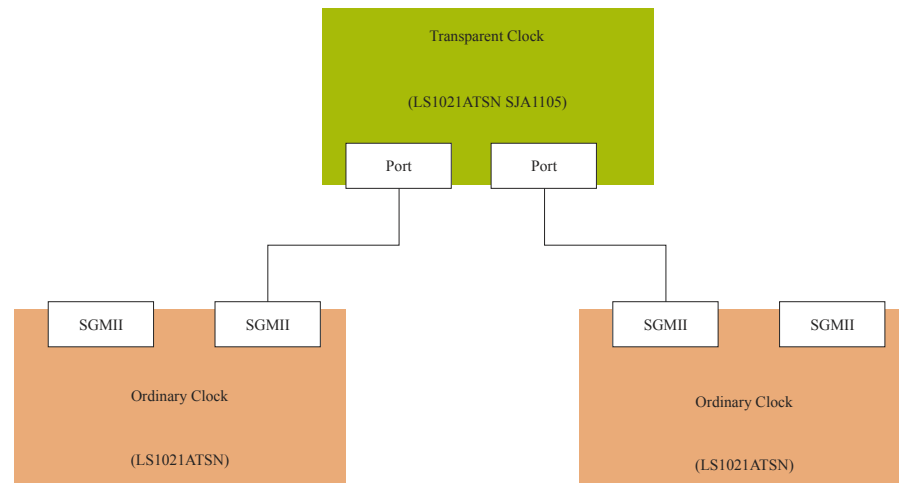 Transparent Clock
(LS1021ATSN SJA1105)
Port
Port
SGMII
SGMII
SGMII
SGMII
Ordinary Clock
(LS1021ATSN)
Ordinary Clock
(LS1021ATSN)